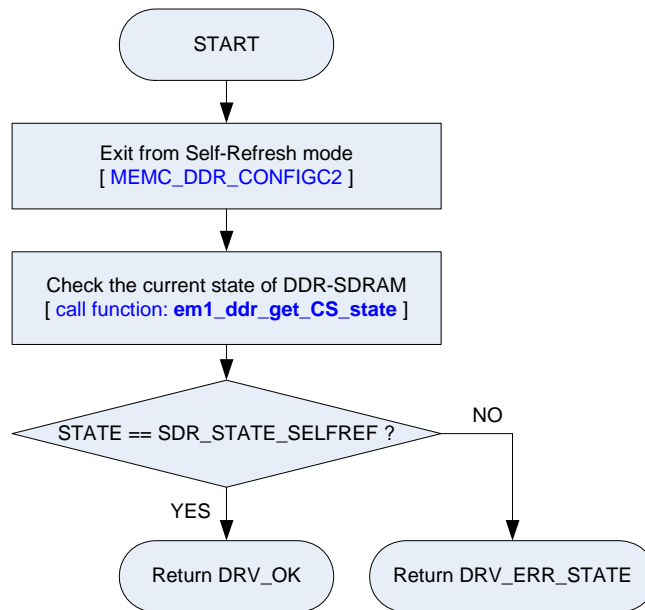 START
Exit from Self-Refresh mode
[ MEMC_DDR_CONFIGC2 ]
Check the current state of DDR-SDRAM
[ call function: em1_ddr_get_CS_state ]
STATE == SDR_STATE_SELFREF ?
NO
YES
Return DRV_OK
Return DRV_ERR_STATE